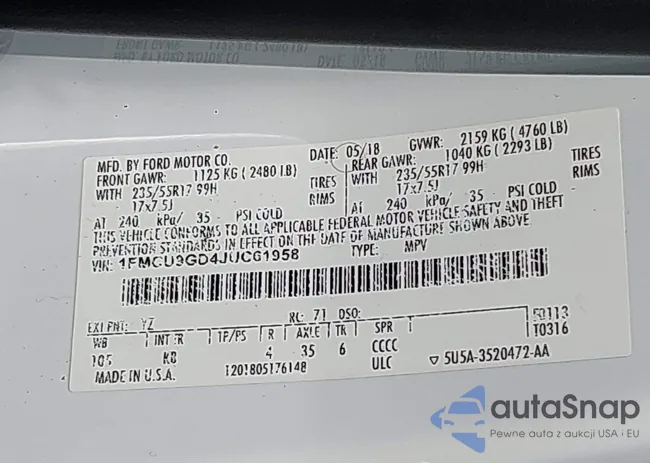 MFD. BY FORD MOTOR CO.
DATE: 05/18
GVWR: 2159 KG ( 4760 LB)
FRONT GAWR: 1125 KG ( 2480 LB)
REAR GAWR: 1040 KG ( 2293 LB)
WITH 235/55R17 99H TIRES
WITH 235/55R17 99H TIRES
17x7.5J RIMS
17x7.5J RIMS
AT 240 kPa/ 35 - PSI COLD
AT 240 kPa/ 35 PSI COLD
THIS VEHICLE CONFORMS TO ALL APPLICABLE FEDERAL MOTOR VEHICLE SAFETY AND THEFT
PREVENTION STANDARDS IN EFFECT ON THE DATE OF MANUFACTURE SHOWN ABOVE.
VIN: 1FMCU9GD4JUC61958
TYPE: MPV
EXT PNT: YZ RC: 71 DSO: 50113
WB INT TR TP/PS R AXLE TR SPR T0316
105 KB 4 35 6 CCCC
MADE IN U.S.A. 1201805176148 ULC ▽ 5U5A-3520472-AA
autaSnap
Pewne auta z aukcji USA i EU